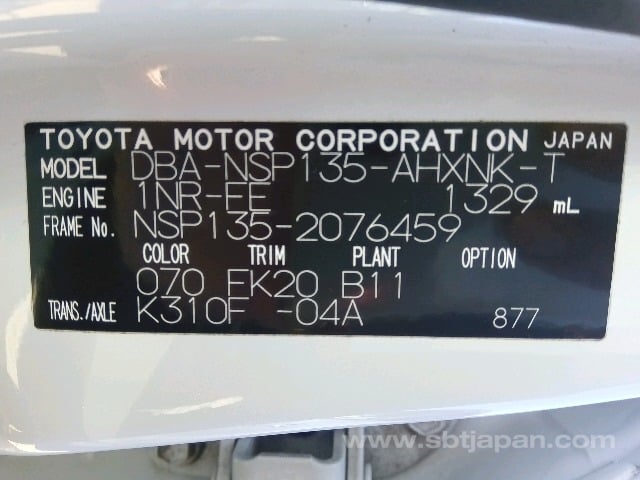 TOYOTA MOTOR CORPORATION JAPAN
MODEL DBA-NSP135-AHXNK-T
ENGINE 1NR-FE 1329 mL
FRAME No. NSP135-2076459
COLOR TRIM PLANT OPTION
070 FK20 B11
TRANS./AXLE K310F -04A 877
www.sbtjapan.com